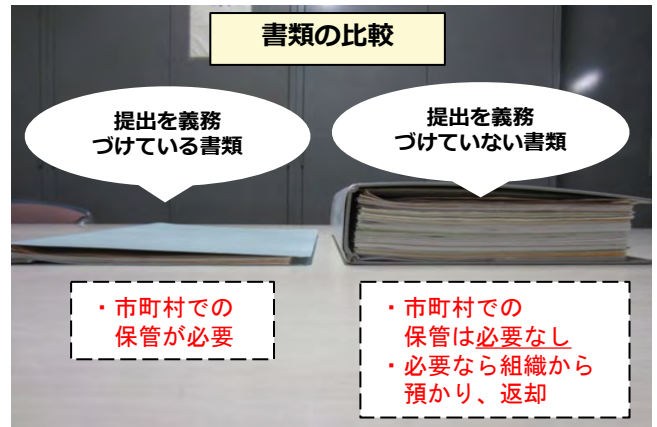 書類の比較
提出を義務
づけている書類
提出を義務
づけていない書類
・市町村での
保管が必要
・市町村での
保管は必要なし
・必要なら組織から
預かり、返却